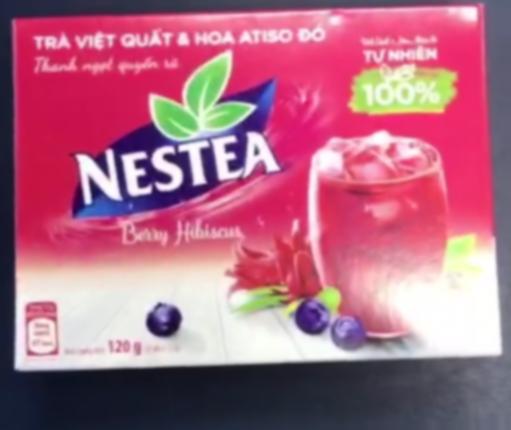 TRÀ VIỆT QUẤT & HOA ATISO ĐỎ
Thanh ngọt quyến rũ
TỰ NHIÊN
100%
NESTEA
Berry Hibiscus
120 g